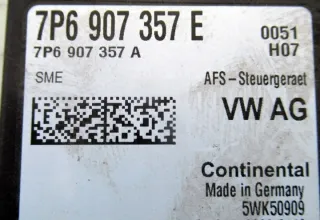 7P6 907 357 E
0051
7P6 907 357 A
H07
SME
AFS-Steuergeraet
VW AG
Continental
Made in Germany
5WK50909